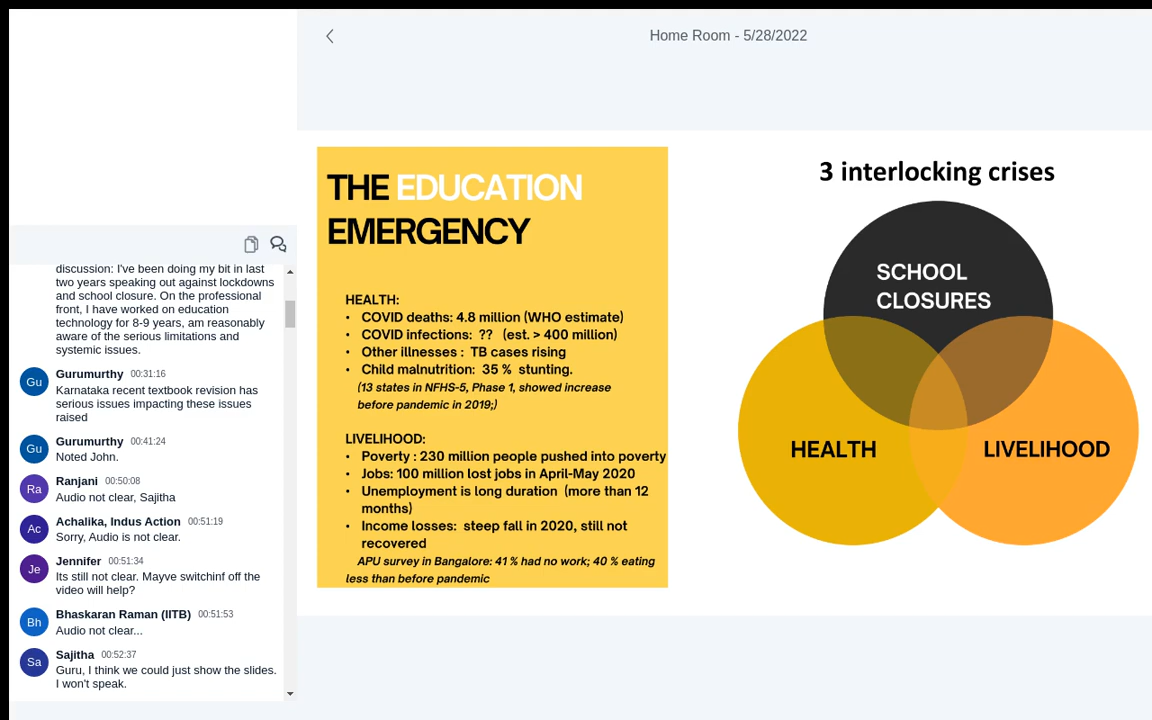 Home Room - 5/28/2022
discussion: I've been doing my bit in last
two years speaking out against lockdowns
and school closure. On the professional
front, I have worked on education
technology for 8-9 years, am reasonably
aware of the serious limitations and
systemic issues.
Gu
Gurumurthy 00:31:16
Karnataka recent textbook revision has
serious issues impacting these issues
raised
Gu
Gurumurthy 00:41:24
Noted John.
Ra
Ranjani 00:50:08
Audio not clear, Sajitha
Ac
Achalika, Indus Action 00:51:19
Sorry, Audio is not clear.
Je
Jennifer 00:51:34
Its still not clear. Mayve switchinf off the
video will help?
Bh
Bhaskaran Raman (IITB) 00:51:53
Audio not clear...
Sa
Sajitha 00:52:37
Guru, I think we could just show the slides.
I won't speak.
THE EDUCATION
EMERGENCY
HEALTH:
• COVID deaths: 4.8 million (WHO estimate)
• COVID infections: ?? (est. > 400 million)
• Other illnesses : TB cases rising
• Child malnutrition: 35 % stunting.
(13 states in NFHS-5, Phase 1, showed increase
before pandemic in 2019;)
LIVELIHOOD:
• Poverty : 230 million people pushed into poverty
• Jobs: 100 million lost jobs in April-May 2020
• Unemployment is long duration (more than 12
months)
• Income losses: steep fall in 2020, still not
recovered
APU survey in Bangalore: 41 % had no work; 40 % eating
less than before pandemic
3 interlocking crises
SCHOOL
CLOSURES
HEALTH
LIVELIHOOD